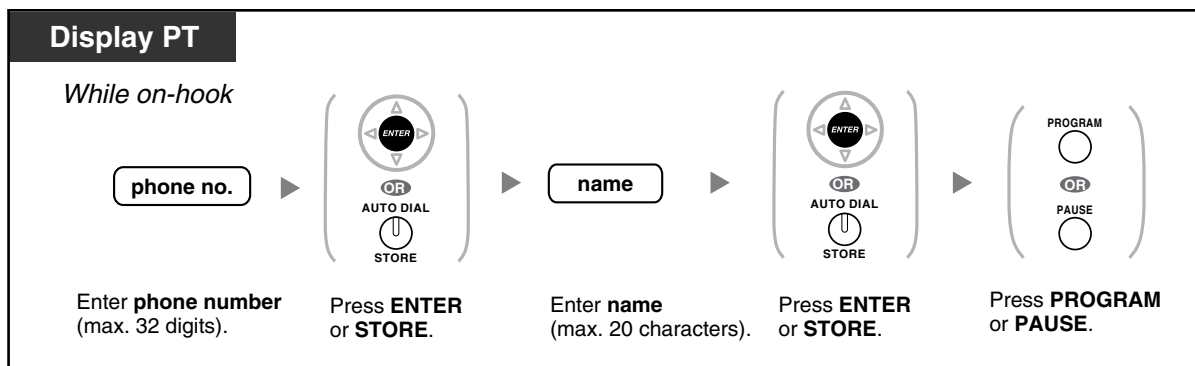 Display PT
While on-hook
phone no.
ENTER
OR
AUTO DIAL
STORE
name
ENTER
OR
AUTO DIAL
STORE
PROGRAM
OR
PAUSE
Enter phone number
(max. 32 digits).
Press ENTER
or STORE.
Enter name
(max. 20 characters).
Press ENTER
or STORE.
Press PROGRAM
or PAUSE.